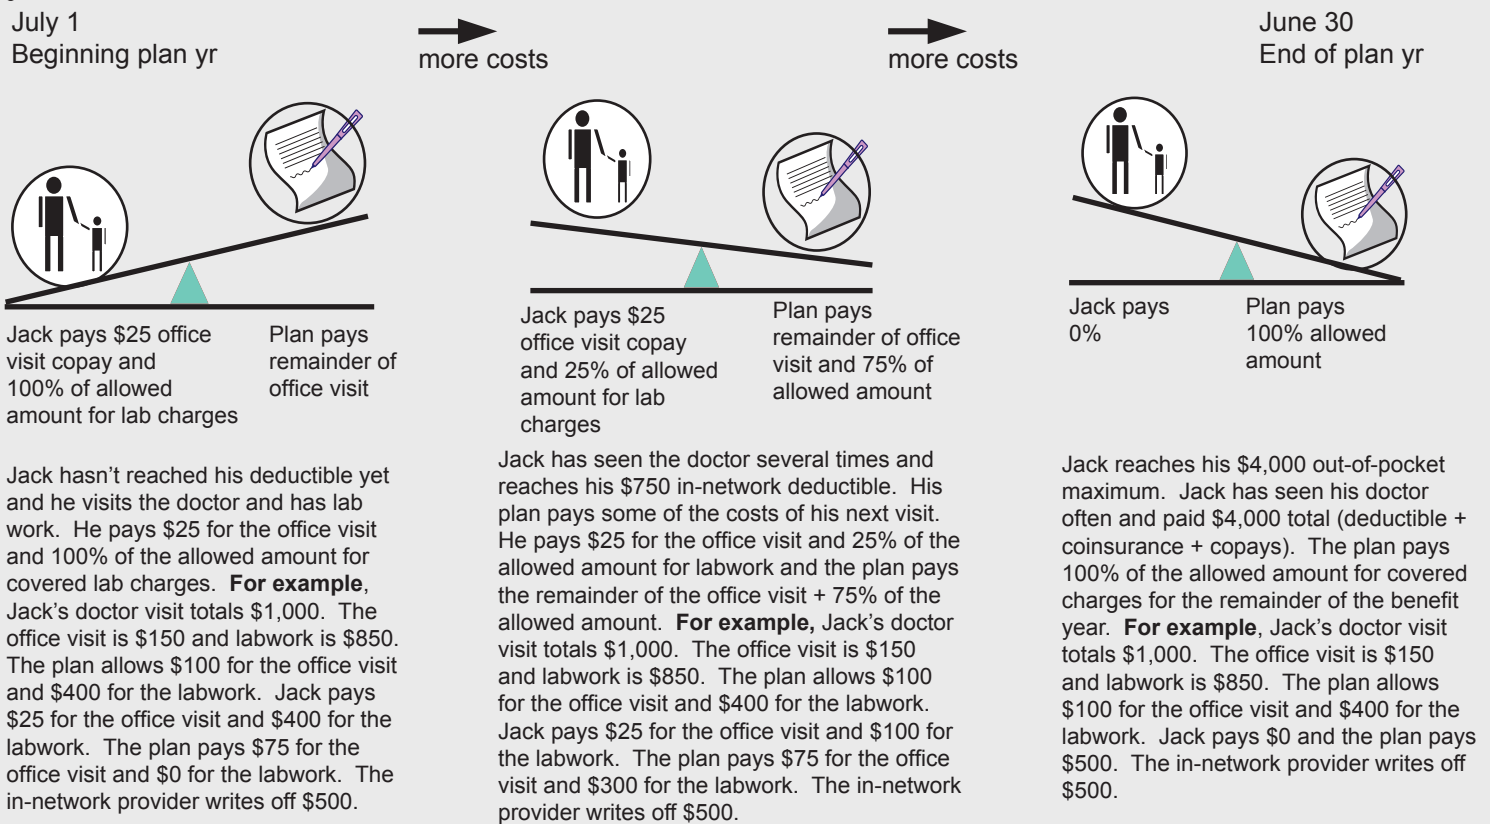 July 1
Beginning plan yr
more costs
more costs
June 30
End of plan yr
Jack pays $25 office
visit copay and
100% of allowed
amount for lab charges
Plan pays
remainder of
office visit
Jack pays $25
office visit copay
and 25% of allowed
amount for lab
charges
Plan pays
remainder of office
visit and 75% of
allowed amount
Jack pays
0%
Plan pays
100% allowed
amount
Jack hasn't reached his deductible yet
and he visits the doctor and has lab
work.  He pays $25 for the office visit
and 100% of the allowed amount for
covered lab charges.  For example,
Jack's doctor visit totals $1,000.  The
office visit is $150 and labwork is $850.
The plan allows $100 for the office visit
and $400 for the labwork.  Jack pays
$25 for the office visit and $400 for the
labwork.  The plan pays $75 for the
office visit and $0 for the labwork.  The
in-network provider writes off $500.
Jack has seen the doctor several times and
reaches his $750 in-network deductible.  His
plan pays some of the costs of his next visit.
He pays $25 for the office visit and 25% of the
allowed amount for labwork and the plan pays
the remainder of the office visit + 75% of the
allowed amount.  For example, Jack's doctor
visit totals $1,000.  The office visit is $150
and labwork is $850.  The plan allows $100
for the office visit and $400 for the labwork.
Jack pays $25 for the office visit and $100 for
the labwork.  The plan pays $75 for the office
visit and $300 for the labwork.  The in-network
provider writes off $500.
Jack reaches his $4,000 out-of-pocket
maximum.  Jack has seen his doctor
often and paid $4,000 total (deductible +
coinsurance + copays).  The plan pays
100% of the allowed amount for covered
charges for the remainder of the benefit
year.  For example, Jack's doctor visit
totals $1,000.  The office visit is $150
and labwork is $850.  The plan allows
$100 for the office visit and $400 for the
labwork.  Jack pays $0 and the plan pays
$500.  The in-network provider writes off
$500.